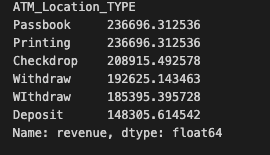 ATM_Location_TYPE
Passbook 236696.312536
Printing 236696.312536
Checkdrop 208915.492578
Withdraw 192625.143463
WIthdraw 185395.395728
Deposit 148305.614542
Name: revenue, dtype: float64